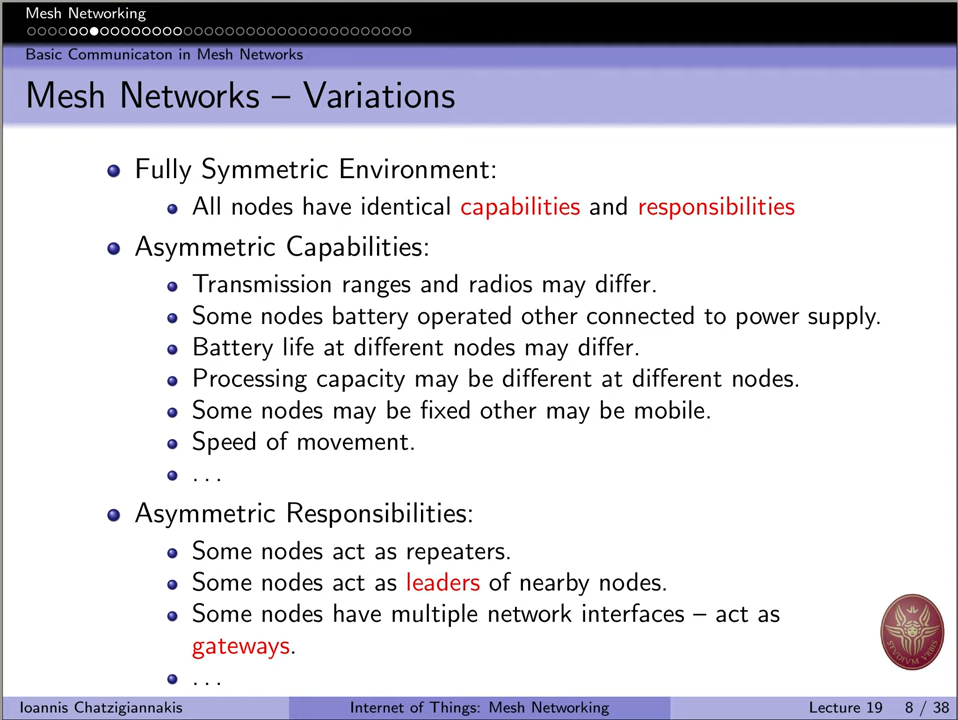 Mesh Networking
Basic Communicaton in Mesh Networks
Mesh Networks – Variations
Fully Symmetric Environment:
All nodes have identical capabilities and responsibilities
Asymmetric Capabilities:
Transmission ranges and radios may differ.
Some nodes battery operated other connected to power supply.
Battery life at different nodes may differ.
Processing capacity may be different at different nodes.
Some nodes may be fixed other may be mobile.
Speed of movement.
. . .
Asymmetric Responsibilities:
Some nodes act as repeaters.
Some nodes act as leaders of nearby nodes.
Some nodes have multiple network interfaces – act as
gateways.
. . .
STVDIVM VRBIS
Ioannis Chatzigiannakis Internet of Things: Mesh Networking Lecture 19 8 / 38